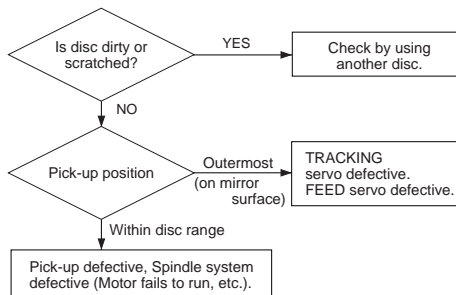 Is disc dirty or
scratched?
YES
Check by using
another disc.
NO
Pick-up position
Outermost
(on mirror
surface)
TRACKING
servo defective.
FEED servo defective.
Within disc range
Pick-up defective, Spindle system
defective (Motor fails to run, etc.).